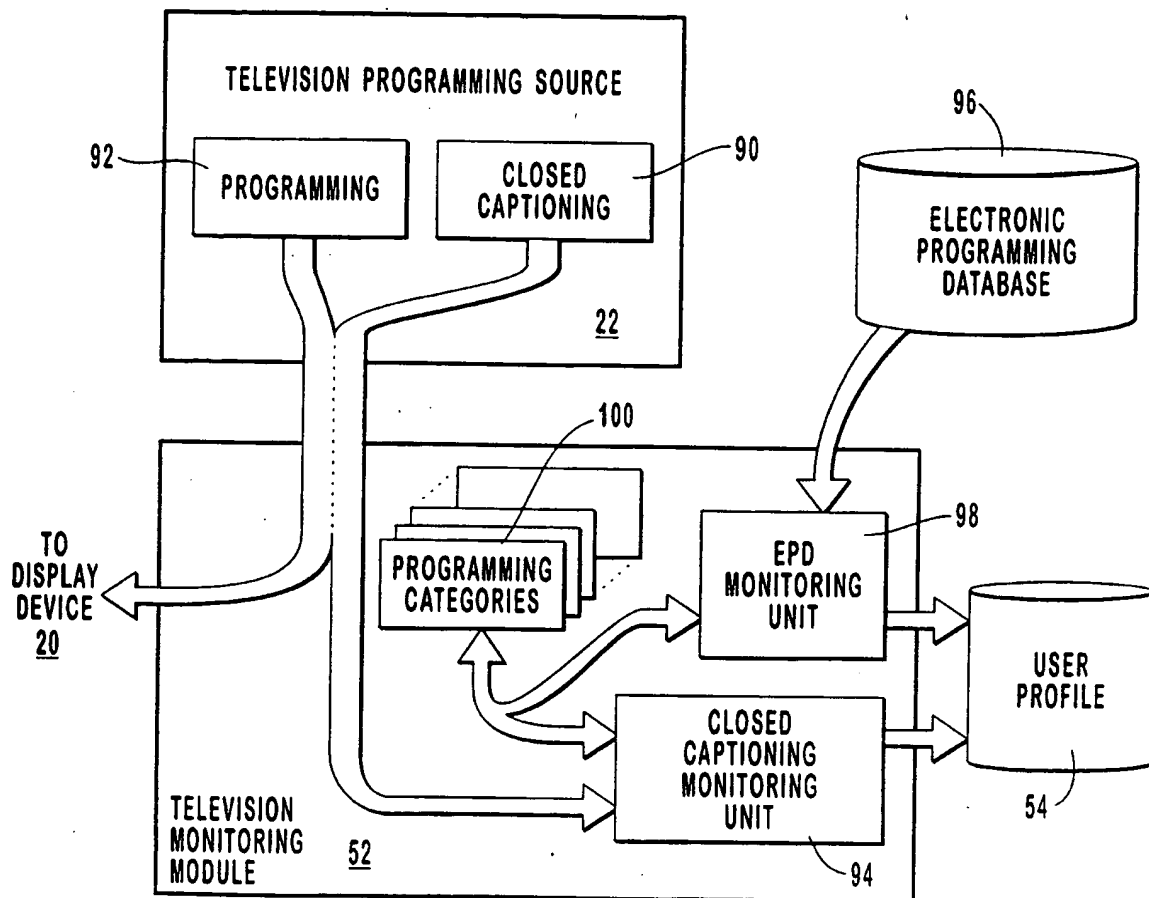 TELEVISION PROGRAMMING SOURCE
92
PROGRAMMING
90
CLOSED
CAPTIONING
22
96
ELECTRONIC
PROGRAMMING
DATABASE
100
PROGRAMMING
CATEGORIES
98
EPD
MONITORING
UNIT
TO
DISPLAY
DEVICE
20
USER
PROFILE
54
CLOSED
CAPTIONING
MONITORING
UNIT
94
TELEVISION
MONITORING
MODULE
52